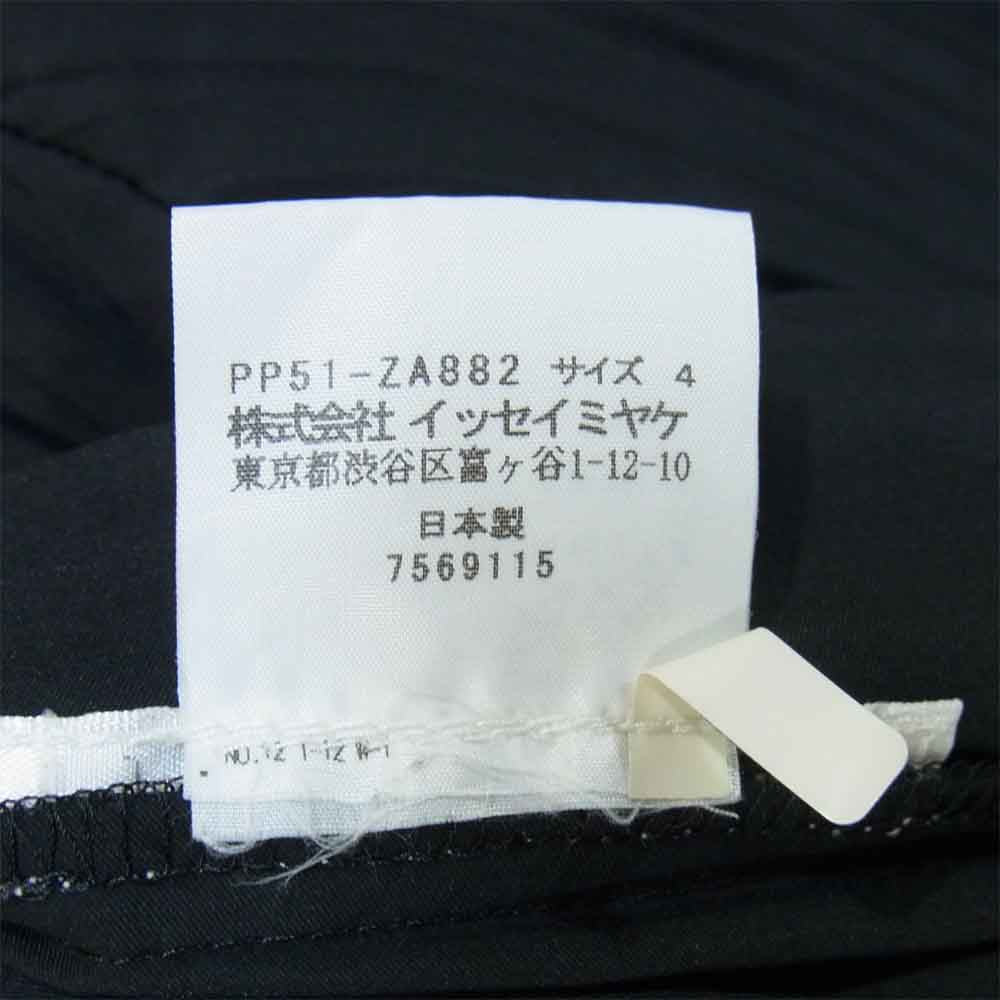 PP51-ZA882 サイズ 4
株式会社 イッセイミヤケ
東京都渋谷区富ヶ谷1-12-10
日本製
7569115